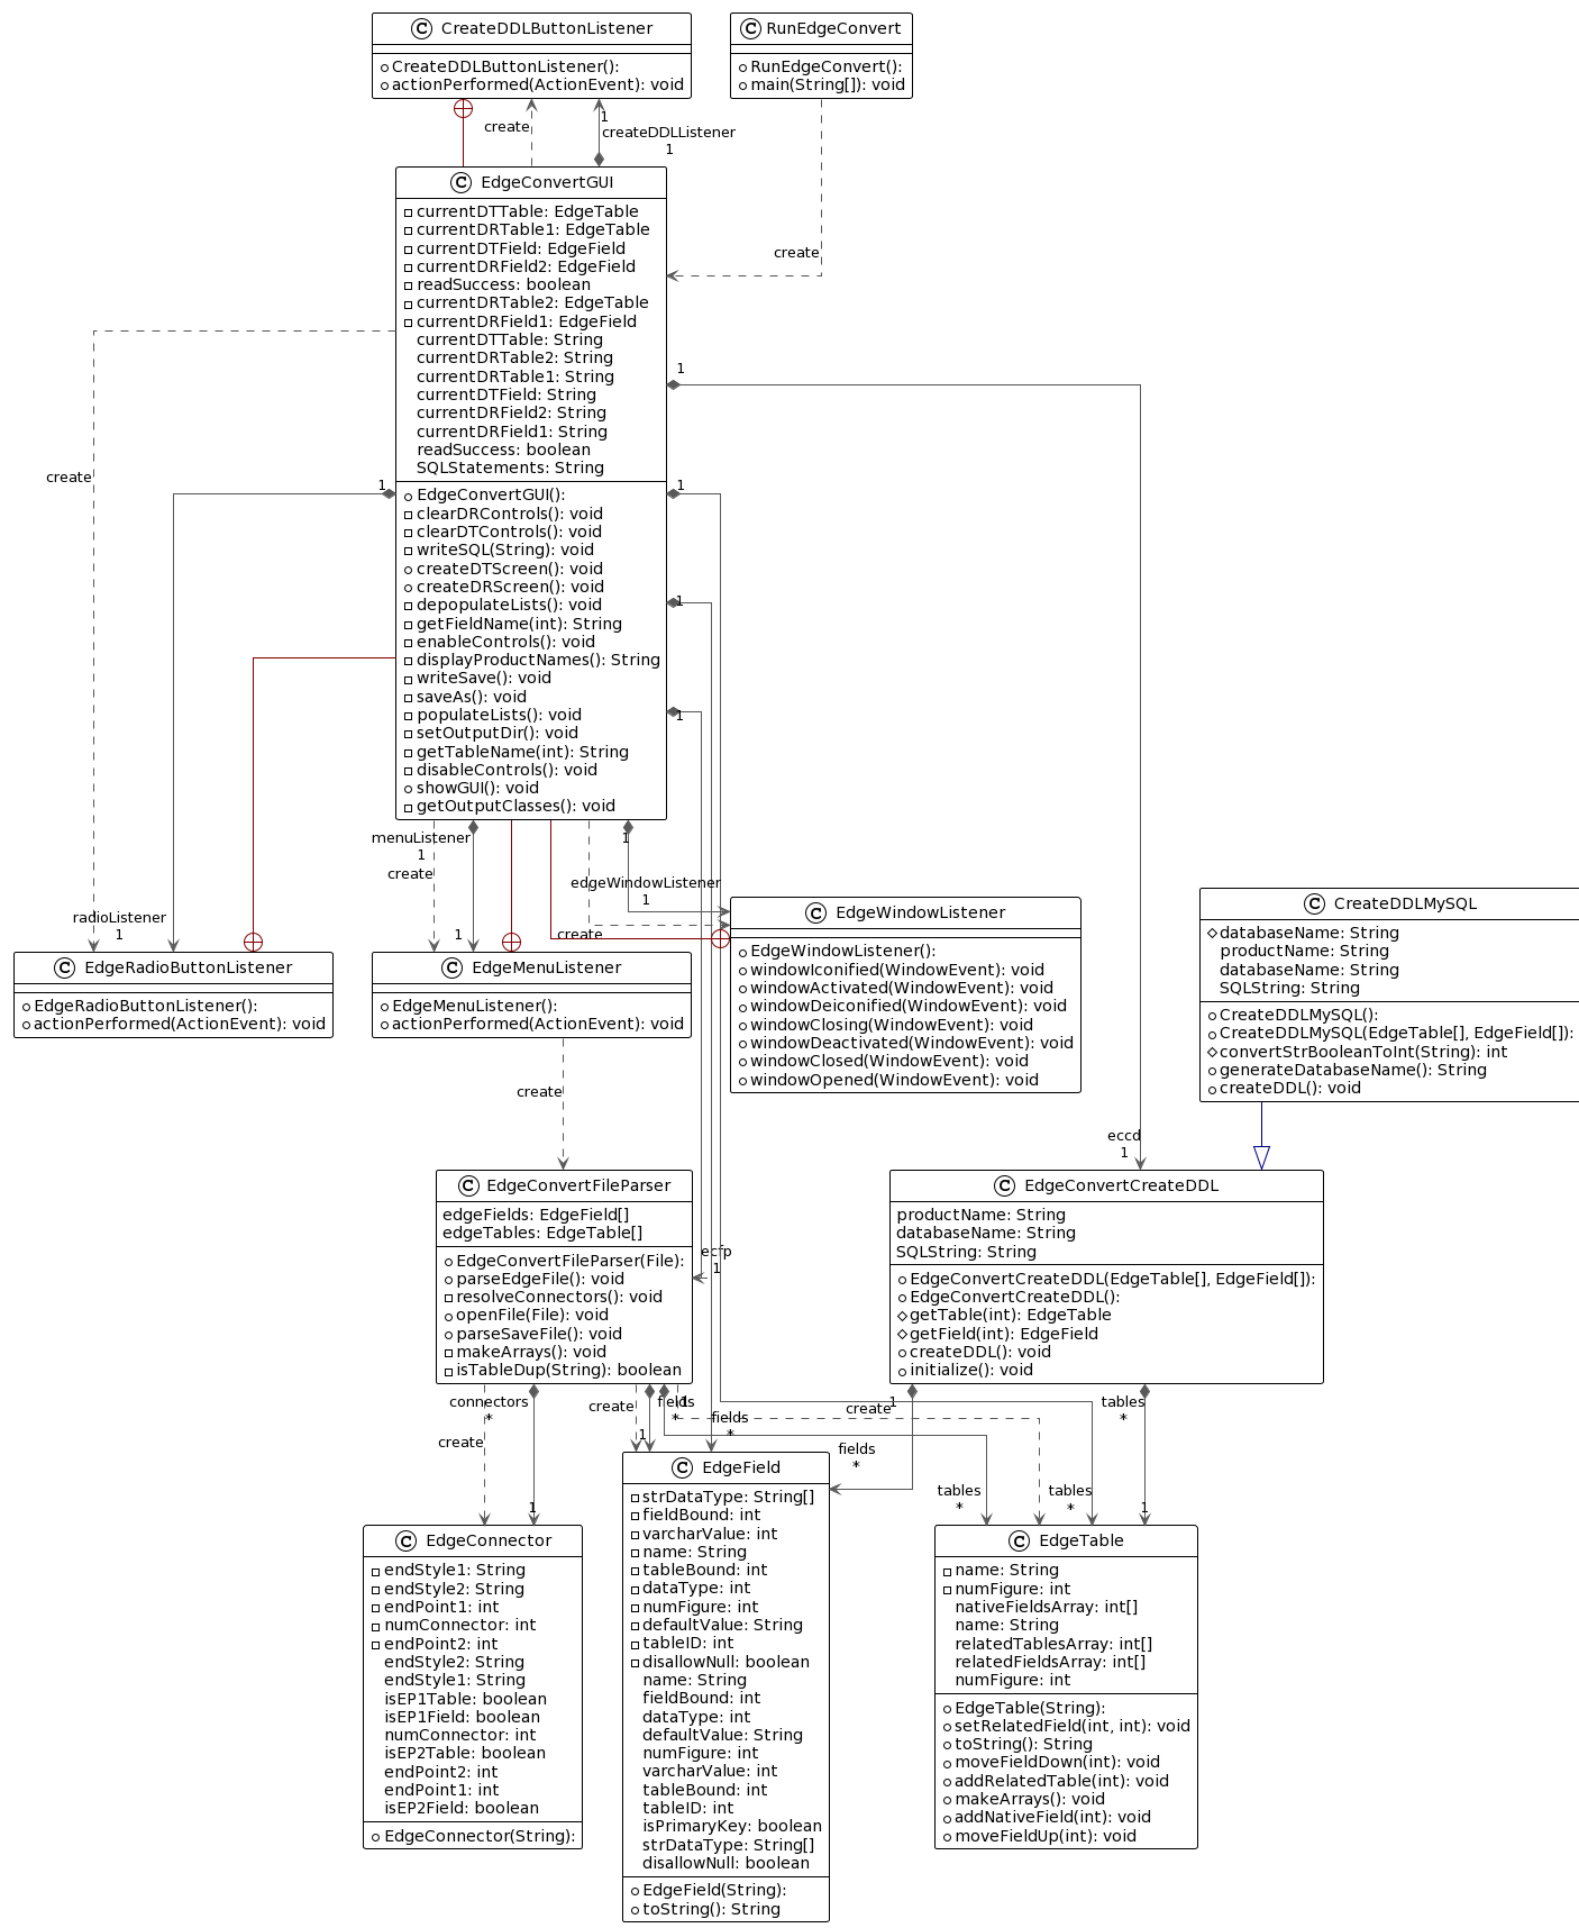 CreateDDLButtonListener
CreateDDLButtonListener():
actionPerformed(ActionEvent): void
RunEdgeConvert
RunEdgeConvert():
main(String[]): void
create
1
createDDLListener
1
create
EdgeConvertGUI
currentDTTable: EdgeTable
currentDRTable1: EdgeTable
currentDTField: EdgeField
currentDRField2: EdgeField
readSuccess: boolean
currentDRTable2: EdgeTable
currentDRField1: EdgeField
currentDTTable: String
currentDRTable2: String
currentDRTable1: String
currentDTField: String
currentDRField2: String
currentDRField1: String
readSuccess: boolean
SQLStatements: String
EdgeConvertGUI():
clearDRControls(): void
clearDTControls(): void
writeSQL(String): void
createDTScreen(): void
createDRScreen(): void
depopulateLists(): void
getFieldName(int): String
enableControls(): void
displayProductNames(): String
writeSave(): void
saveAs(): void
populateLists(): void
setOutputDir(): void
getTableName(int): String
disableControls(): void
showGUI(): void
getOutputClasses(): void
1
create
1
1
1
1
menuListener
1
create
1
1
edgeWindowListener
1
create
radioListener
1
EdgeRadioButtonListener
EdgeRadioButtonListener():
actionPerformed(ActionEvent): void
EdgeMenuListener
EdgeMenuListener():
actionPerformed(ActionEvent): void
EdgeWindowListener
EdgeWindowListener():
windowIconified(WindowEvent): void
windowActivated(WindowEvent): void
windowDeiconified(WindowEvent): void
windowClosing(WindowEvent): void
windowDeactivated(WindowEvent): void
windowClosed(WindowEvent): void
windowOpened(WindowEvent): void
CreateDDLMySQL
databaseName: String
productName: String
databaseName: String
SQLString: String
CreateDDLMySQL():
CreateDDLMySQL(EdgeTable[], EdgeField[]):
convertStrBooleanToInt(String): int
generateDatabaseName(): String
createDDL(): void
create
eccd
1
EdgeConvertFileParser
edgeFields: EdgeField[]
edgeTables: EdgeTable[]
EdgeConvertFileParser(File):
parseEdgeFile(): void
resolveConnectors(): void
openFile(File): void
parseSaveFile(): void
makeArrays(): void
isTableDup(String): boolean
ecfp
1
EdgeConvertCreateDDL
productName: String
databaseName: String
SQLString: String
EdgeConvertCreateDDL(EdgeTable[], EdgeField[]):
EdgeConvertCreateDDL():
getTable(int): EdgeTable
getField(int): EdgeField
createDDL(): void
initialize(): void
connectors
*
create
1
create
1
fields
*
1
fields
*
create
1
fields
*
tables
*
tables
*
tables
*
1
EdgeConnector
endStyle1: String
endStyle2: String
endPoint1: int
numConnector: int
endPoint2: int
endStyle2: String
endStyle1: String
isEP1Table: boolean
isEP1Field: boolean
numConnector: int
isEP2Table: boolean
endPoint2: int
endPoint1: int
isEP2Field: boolean
EdgeConnector(String):
EdgeField
strDataType: String[]
fieldBound: int
varcharValue: int
name: String
tableBound: int
dataType: int
numFigure: int
defaultValue: String
tableID: int
disallowNull: boolean
name: String
fieldBound: int
dataType: int
defaultValue: String
numFigure: int
varcharValue: int
tableBound: int
tableID: int
isPrimaryKey: boolean
strDataType: String[]
disallowNull: boolean
EdgeField(String):
toString(): String
EdgeTable
name: String
numFigure: int
nativeFieldsArray: int[]
name: String
relatedTablesArray: int[]
relatedFieldsArray: int[]
numFigure: int
EdgeTable(String):
setRelatedField(int, int): void
toString(): String
moveFieldDown(int): void
addRelatedTable(int): void
makeArrays(): void
addNativeField(int): void
moveFieldUp(int): void